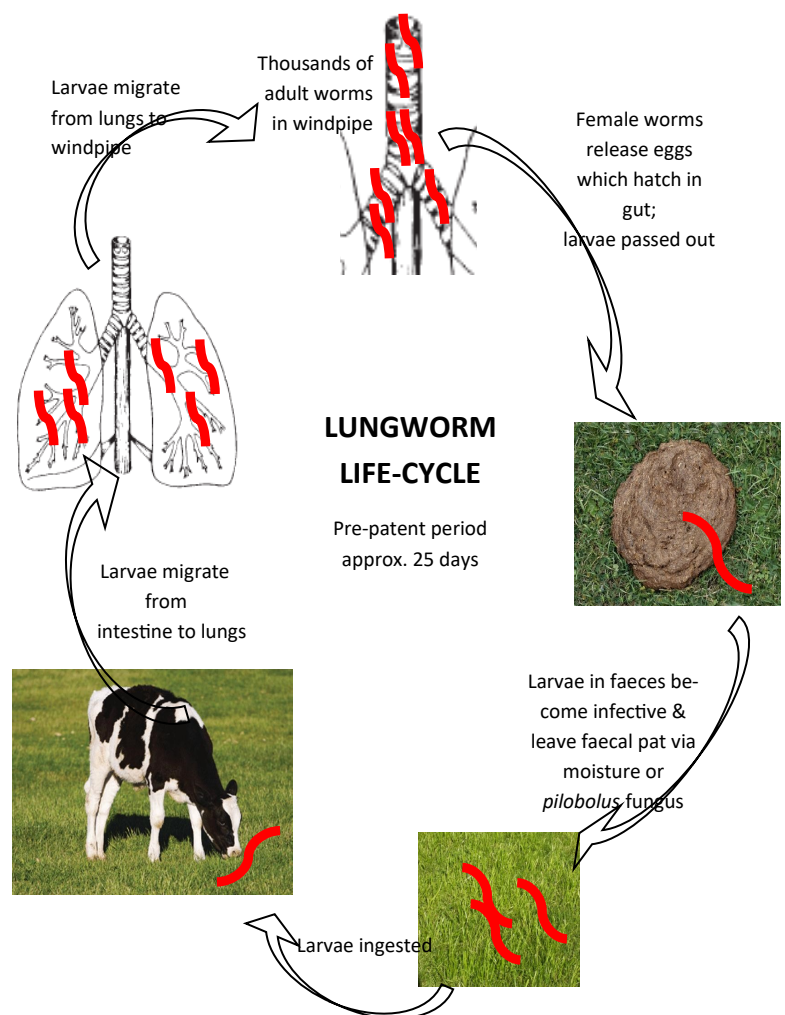 Larvae migrate
from lungs to
windpipe
Thousands of
adult worms
in windpipe
Female worms
release eggs
which hatch in
gut;
larvae passed out
LUNGWORM
LIFE-CYCLE
Pre-patent period
approx. 25 days
Larvae migrate
from
intestine to lungs
Larvae in faeces be-
come infective &
leave faecal pat via
moisture or
pilobolus fungus
Larvae ingested